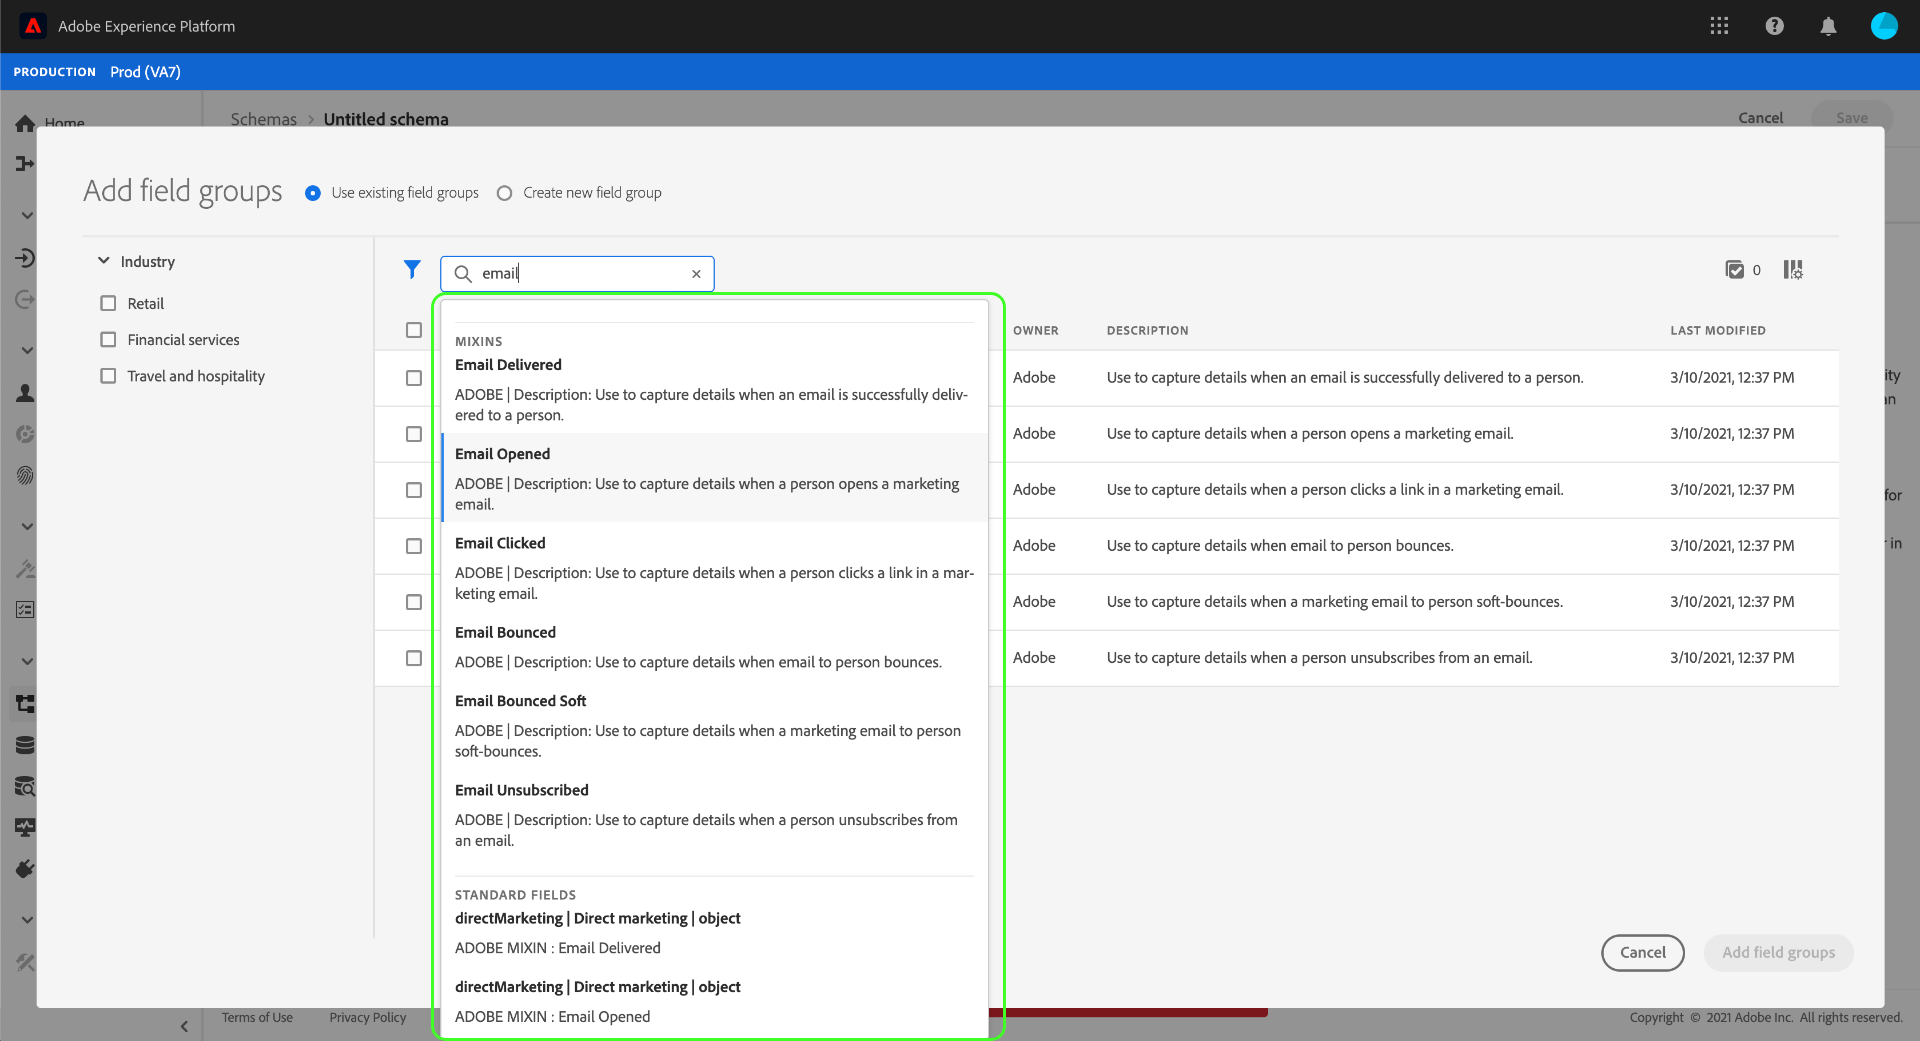 Adobe Experience Platform
PRODUCTION Prod (VA7)
Home
Schemas > Untitled schema
Cancel
Save
Add field groups
Use existing field groups
Create new field group
Industry
Retail
Financial services
Travel and hospitality
email
0
OWNER
DESCRIPTION
LAST MODIFIED
Adobe
Use to capture details when an email is successfully delivered to a person.
3/10/2021, 12:37 PM
Adobe
Use to capture details when a person opens a marketing email.
3/10/2021, 12:37 PM
Adobe
Use to capture details when a person clicks a link in a marketing email.
3/10/2021, 12:37 PM
Adobe
Use to capture details when email to person bounces.
3/10/2021, 12:37 PM
Adobe
Use to capture details when a marketing email to person soft-bounces.
3/10/2021, 12:37 PM
Adobe
Use to capture details when a person unsubscribes from an email.
3/10/2021, 12:37 PM
MIXINS
Email Delivered
ADOBE | Description: Use to capture details when an email is successfully deliv-
ered to a person.
Email Opened
ADOBE | Description: Use to capture details when a person opens a marketing
email.
Email Clicked
ADOBE | Description: Use to capture details when a person clicks a link in a mar-
keting email.
Email Bounced
ADOBE | Description: Use to capture details when email to person bounces.
Email Bounced Soft
ADOBE | Description: Use to capture details when a marketing email to person
soft-bounces.
Email Unsubscribed
ADOBE | Description: Use to capture details when a person unsubscribes from
an email.
STANDARD FIELDS
directMarketing | Direct marketing | object
ADOBE MIXIN : Email Delivered
directMarketing | Direct marketing | object
ADOBE MIXIN : Email Opened
for
in
Cancel
Add field groups
Terms of Use
Privacy Policy
Copyright © 2021 Adobe Inc. All rights reserved.